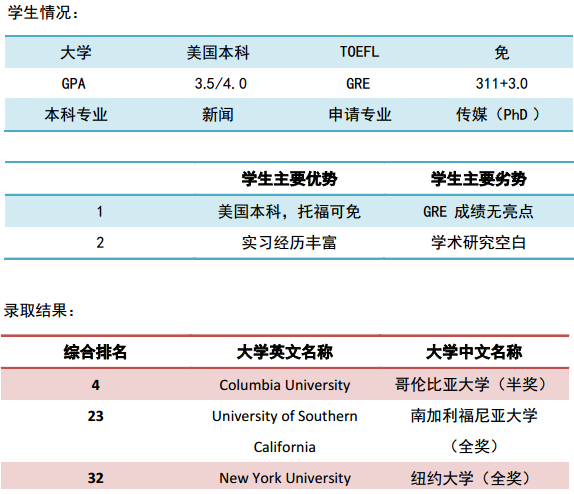 学生情况：
大学 美国本科 TOEFL 免
GPA 3.5/4.0 GRE 311+3.0
本科专业 新闻 申请专业 传媒（PhD）
学生主要优势 学生主要劣势
1 美国本科，托福可免 GRE 成绩无亮点
2 实习经历丰富 学术研究空白
录取结果：
综合排名 大学英文名称 大学中文名称
4 Columbia University 哥伦比亚大学（半奖）
23 University of Southern 南加利福尼亚大学
California （全奖）
32 New York University 纽约大学（全奖）